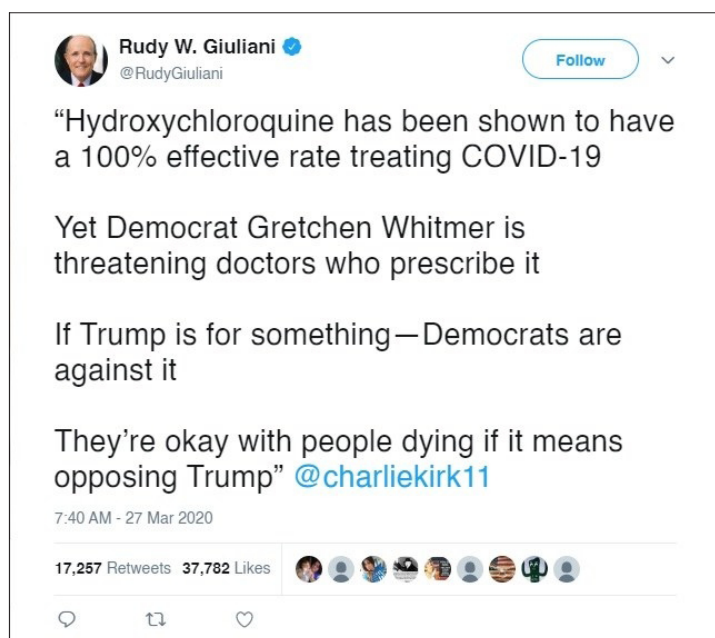 Rudy W. Giuliani
@RudyGiuliani
Follow
“Hydroxychloroquine has been shown to have
a 100% effective rate treating COVID-19
Yet Democrat Gretchen Whitmer is
threatening doctors who prescribe it
If Trump is for something—Democrats are
against it
They’re okay with people dying if it means
opposing Trump” @charliekirk11
7:40 AM - 27 Mar 2020
17,257 Retweets 37,782 Likes